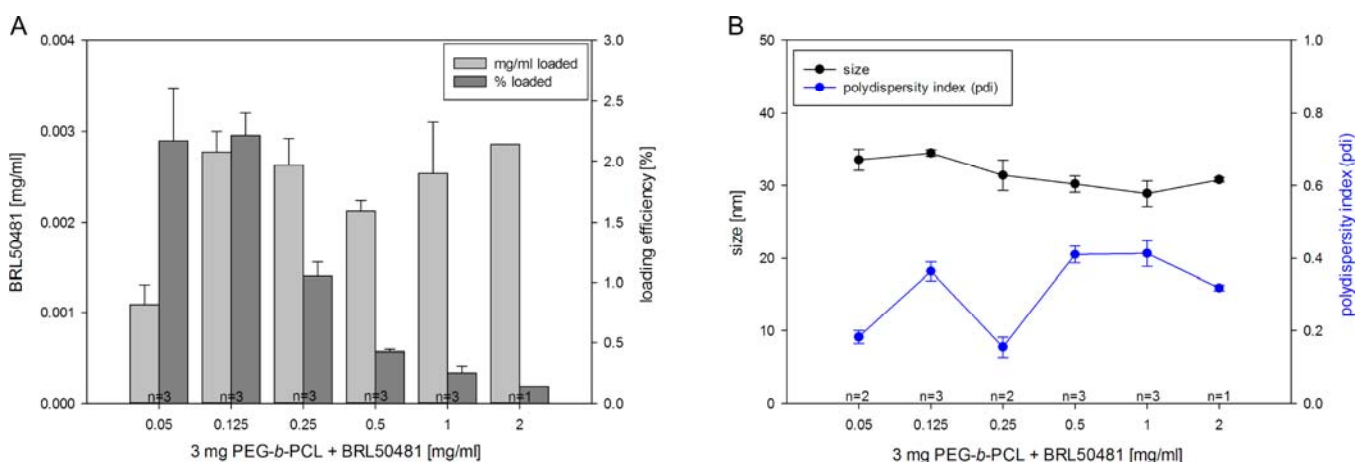 A
0.004
0.003
0.002
0.001
0.000
BRL50481 [mg/ml]
mg/ml loaded
% loaded
3.0
2.5
2.0
1.5
1.0
0.5
0.0
loading efficiency [%]
n=3 n=3 n=3 n=3 n=3 n=1
0.05 0.125 0.25 0.5 1 2
3 mg PEG-b-PCL + BRL50481 [mg/ml]
B
50
40
30
20
10
0
size [nm]
size
polydispersity index (pdi)
1.0
0.8
0.6
0.4
0.2
0.0
polydispersity index (pdi)
n=2 n=3 n=2 n=3 n=3 n=1
0.05 0.125 0.25 0.5 1 2
3 mg PEG-b-PCL + BRL50481 [mg/ml]